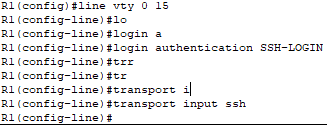 R1(config)#line vty 0 15
R1(config-line)#lo
R1(config-line)#login a
R1(config-line)#login authentication SSH-LOGIN
R1(config-line)#trr
R1(config-line)#tr
R1(config-line)#transport i
R1(config-line)#transport input ssh
R1(config-line)#